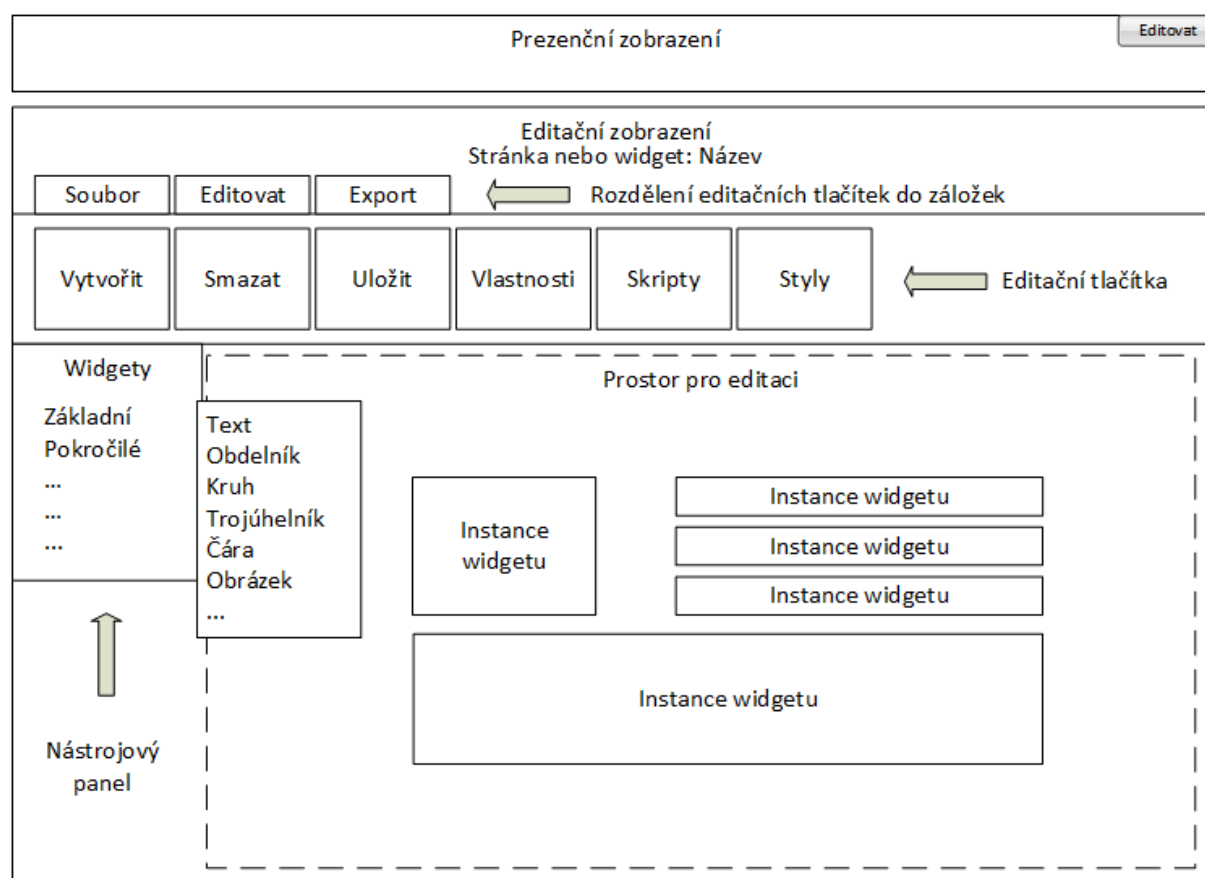 Prezenční zobrazení
Editovat
Editační zobrazení
Stránka nebo widget: Název
Soubor
Editovat
Export
Rozdělení editačních tlačítek do záložek
Vytvořit
Smazat
Uložit
Vlastnosti
Skripty
Styly
Editační tlačítka
Widgety
Základní
Pokročilé
...
...
...
Text
Obdelník
Kruh
Trojúhelník
Čára
Obrázek
...
Prostor pro editaci
Instance
widgetu
Instance widgetu
Instance widgetu
Instance widgetu
Instance widgetu
Nástrojový
panel